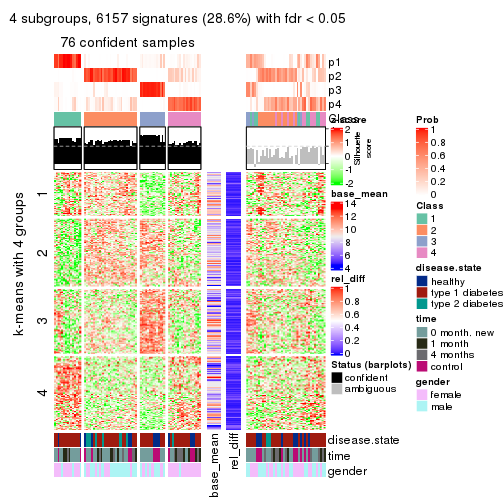 4 subgroups, 6157 signatures (28.6%) with fdr < 0.05
76 confident samples
p1
p2
p3
p4
Class
z-score
2
1
0
-1
-2
Silhouette
score
1
2
3
4
k-means with 4 groups
base_mean
14
12
10
8
6
4
rel_diff
1
0.8
0.6
0.4
0.2
0
Status (barplots)
confident
ambiguous
Prob
1
0.8
0.6
0.4
0.2
0
Class
1
2
3
4
disease.state
healthy
type 1 diabetes
type 2 diabetes
time
0 month. new
1 month
4 months
control
gender
female
male
disease.state
time
gender
base_mean
rel_diff